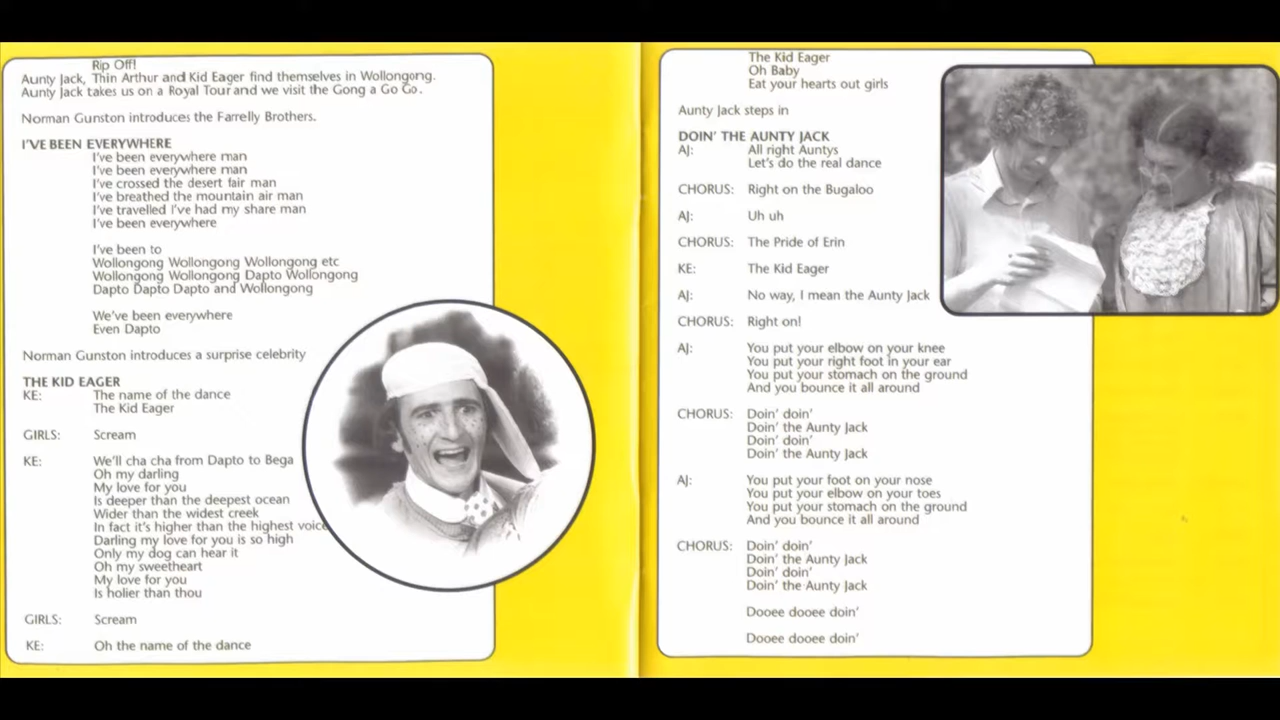 Rip Off!
Aunty Jack, Thin Arthur and Kid Eager find themselves in Wollongong.
Aunty Jack takes us on a Royal Tour and we visit the Gong a Go Go.
Norman Gunston introduces the Farrelly Brothers.
I'VE BEEN EVERYWHERE
I've been everywhere man
I've been everywhere man
I've crossed the desert fair man
I've breathed the mountain air man
I've travelled I've had my share man
I've been everywhere
I've been to
Wollongong Wollongong Wollongong etc
Wollongong Wollongong Dapto Wollongong
Dapto Dapto Dapto and Wollongong
We've been everywhere
Even Dapto
Norman Gunston introduces a surprise celebrity
THE KID EAGER
KE: The name of the dance
The Kid Eager
GIRLS: Scream
KE: We'll cha cha from Dapto to Bega
Oh my darling
My love for you
Is deeper than the deepest ocean
Wider than the widest creek
In fact it's higher than the highest voice
Darling my love for you is so high
Only my dog can hear it
Oh my sweetheart
My love for you
Is holier than thou
GIRLS: Scream
KE: Oh the name of the dance
The Kid Eager
Oh Baby
Eat your hearts out girls
Aunty Jack steps in
DOIN' THE AUNTY JACK
AJ: All right Auntys
Let's do the real dance
CHORUS: Right on the Bugaloo
AJ: Uh uh
CHORUS: The Pride of Erin
KE: The Kid Eager
AJ: No way, I mean the Aunty Jack
CHORUS: Right on!
AJ: You put your elbow on your knee
You put your right foot in your ear
You put your stomach on the ground
And you bounce it all around
CHORUS: Doin' doin'
Doin' the Aunty Jack
Doin' doin'
Doin' the Aunty Jack
AJ: You put your foot on your nose
You put your elbow on your toes
You put your stomach on the ground
And you bounce it all around
CHORUS: Doin' doin'
Doin' the Aunty Jack
Doin' doin'
Doin' the Aunty Jack
Dooee dooee doin'
Dooee dooee doin'